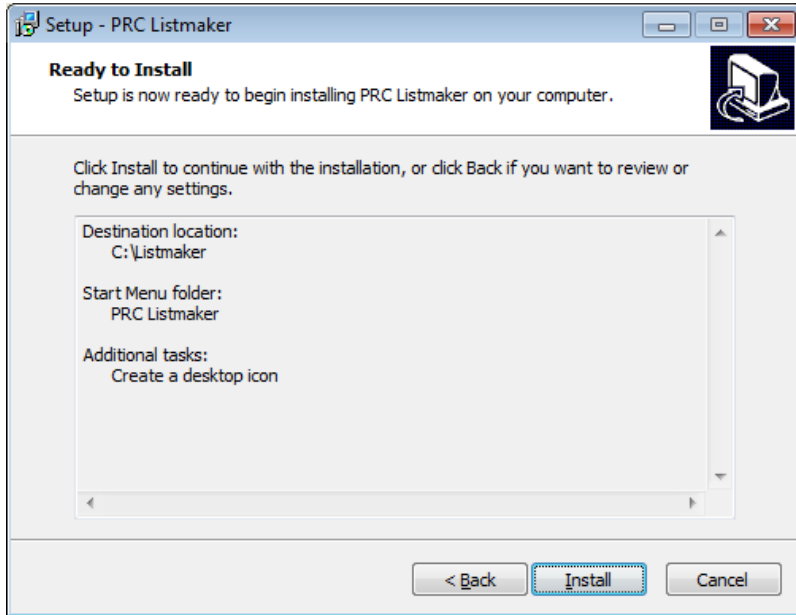 Setup - PRC Listmaker
Ready to Install
Setup is now ready to begin installing PRC Listmaker on your computer.
Click Install to continue with the installation, or click Back if you want to review or
change any settings.
Destination location:
C:\Listmaker
Start Menu folder:
PRC Listmaker
Additional tasks:
Create a desktop icon
< Back
Install
Cancel